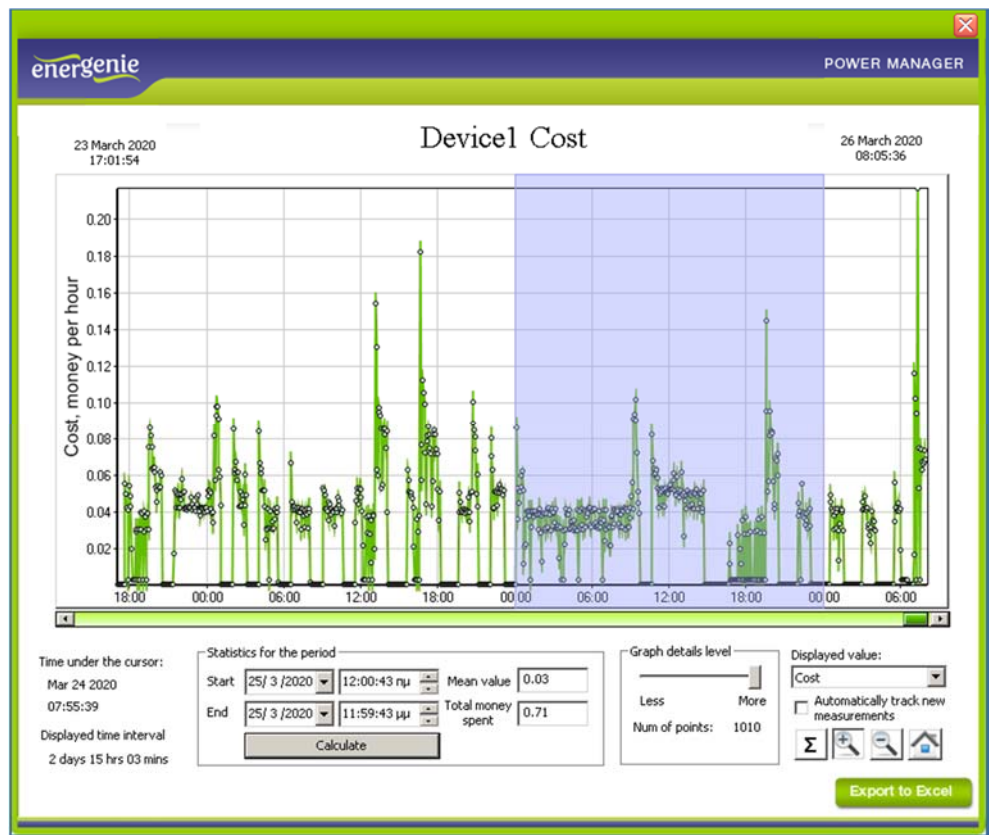 energenie
POWER MANAGER
Device1 Cost
23 March 2020
17:01:54
26 March 2020
08:05:36
Cost, money per hour
0.20
0.18
0.16
0.14
0.12
0.10
0.08
0.06
0.04
0.02
18:00 00:00 06:00 12:00 18:00 00:00 06:00 12:00 18:00 00:00 06:00
Time under the cursor:
Mar 24 2020
07:55:39
Displayed time interval
2 days 15 hrs 03 mins
Statistics for the period
Start 25/ 3 /2020 12:00:43 πμ Mean value 0.03
End 25/ 3 /2020 11:59:43 μμ Total money spent 0.71
Calculate
Graph details level
Less More
Num of points: 1010
Displayed value:
Cost
Automatically track new
measurements
Σ
Export to Excel